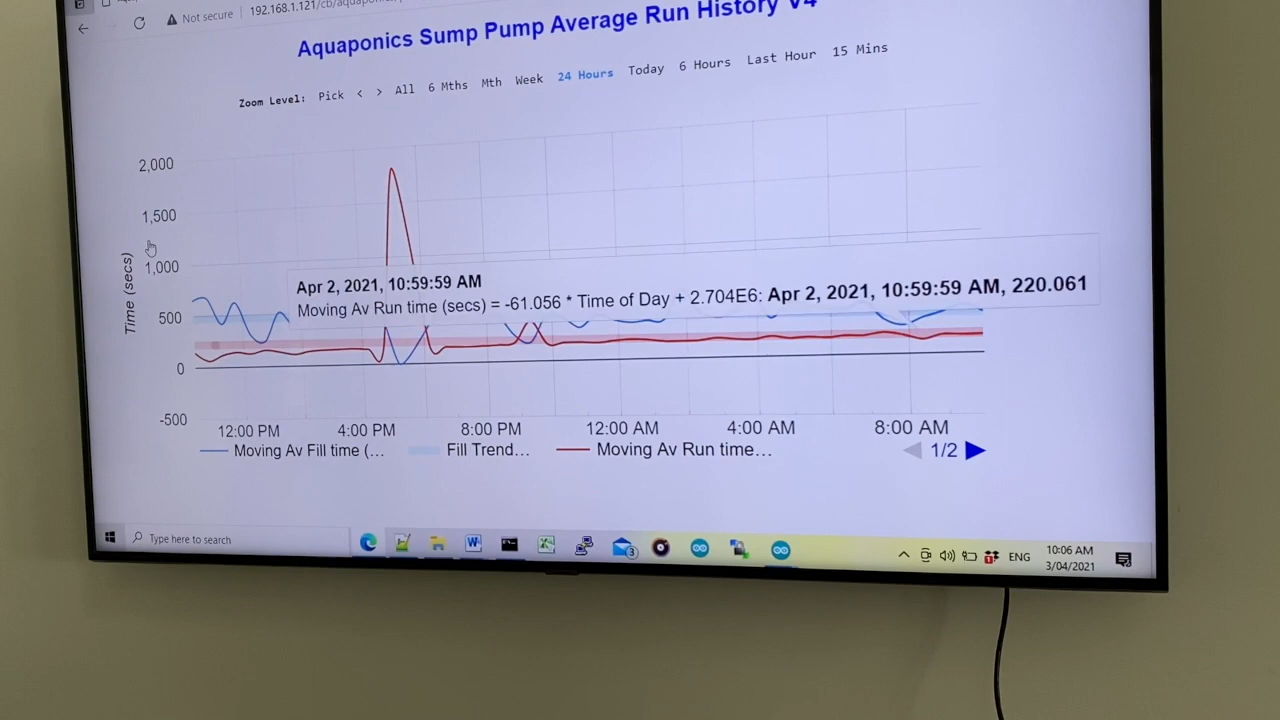 Not secure | 192.168.1.121/cb/aquaponics
Aquaponics Sump Pump Average Run History V4
Zoom Level: Pick < > All 6 Mths Mth Week 24 Hours Today 6 Hours Last Hour 15 Mins
2,000
1,500
1,000
500
0
-500
Time (secs)
Apr 2, 2021, 10:59:59 AM
Moving Av Run time (secs) = -61.056 * Time of Day + 2.704E6: Apr 2, 2021, 10:59:59 AM, 220.061
12:00 PM 4:00 PM 8:00 PM 12:00 AM 4:00 AM 8:00 AM
Moving Av Fill time (... Fill Trend... Moving Av Run time... 1/2
Type here to search
3
1
ENG
10:06 AM
3/04/2021